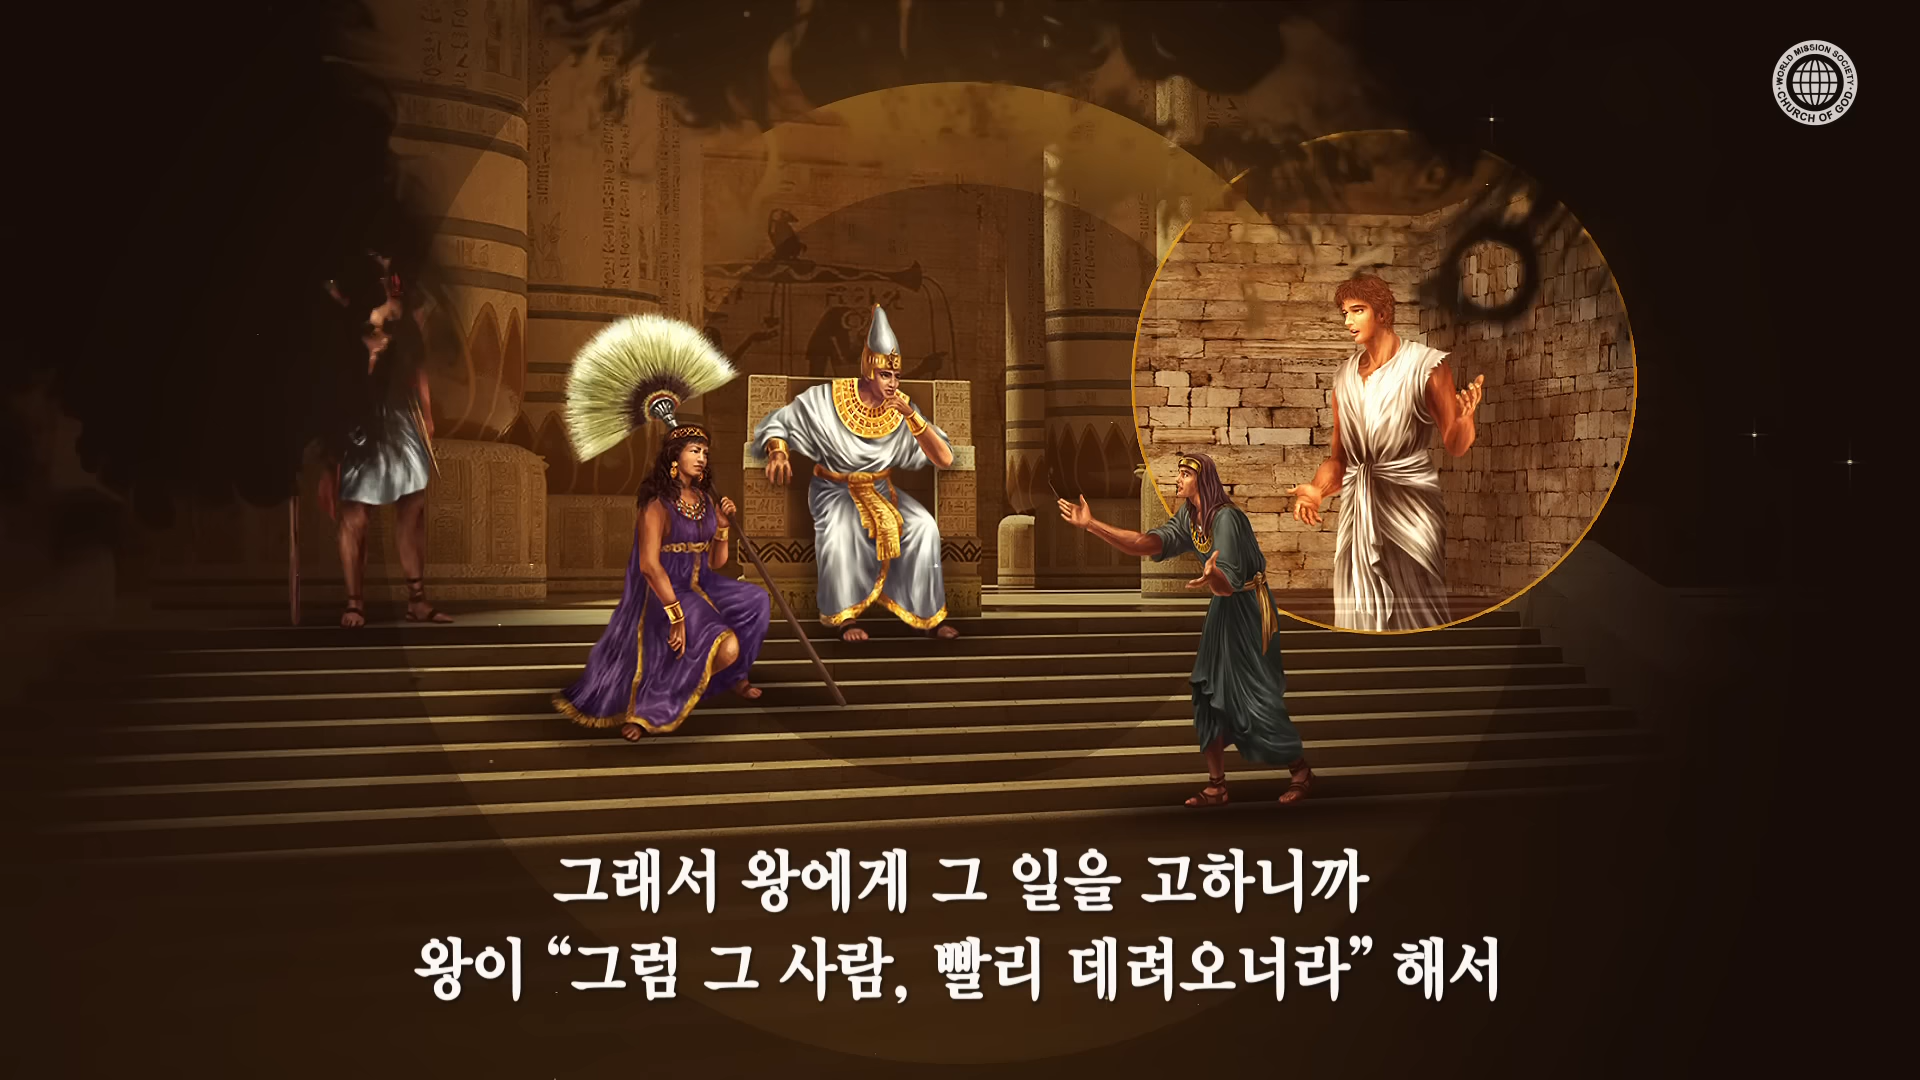 WORLD MISSION SOCIETY
CHURCH OF GOD
그래서 왕에게 그 일을 고하니까
왕이 “그럼 그 사람, 빨리 데려오너라” 해서